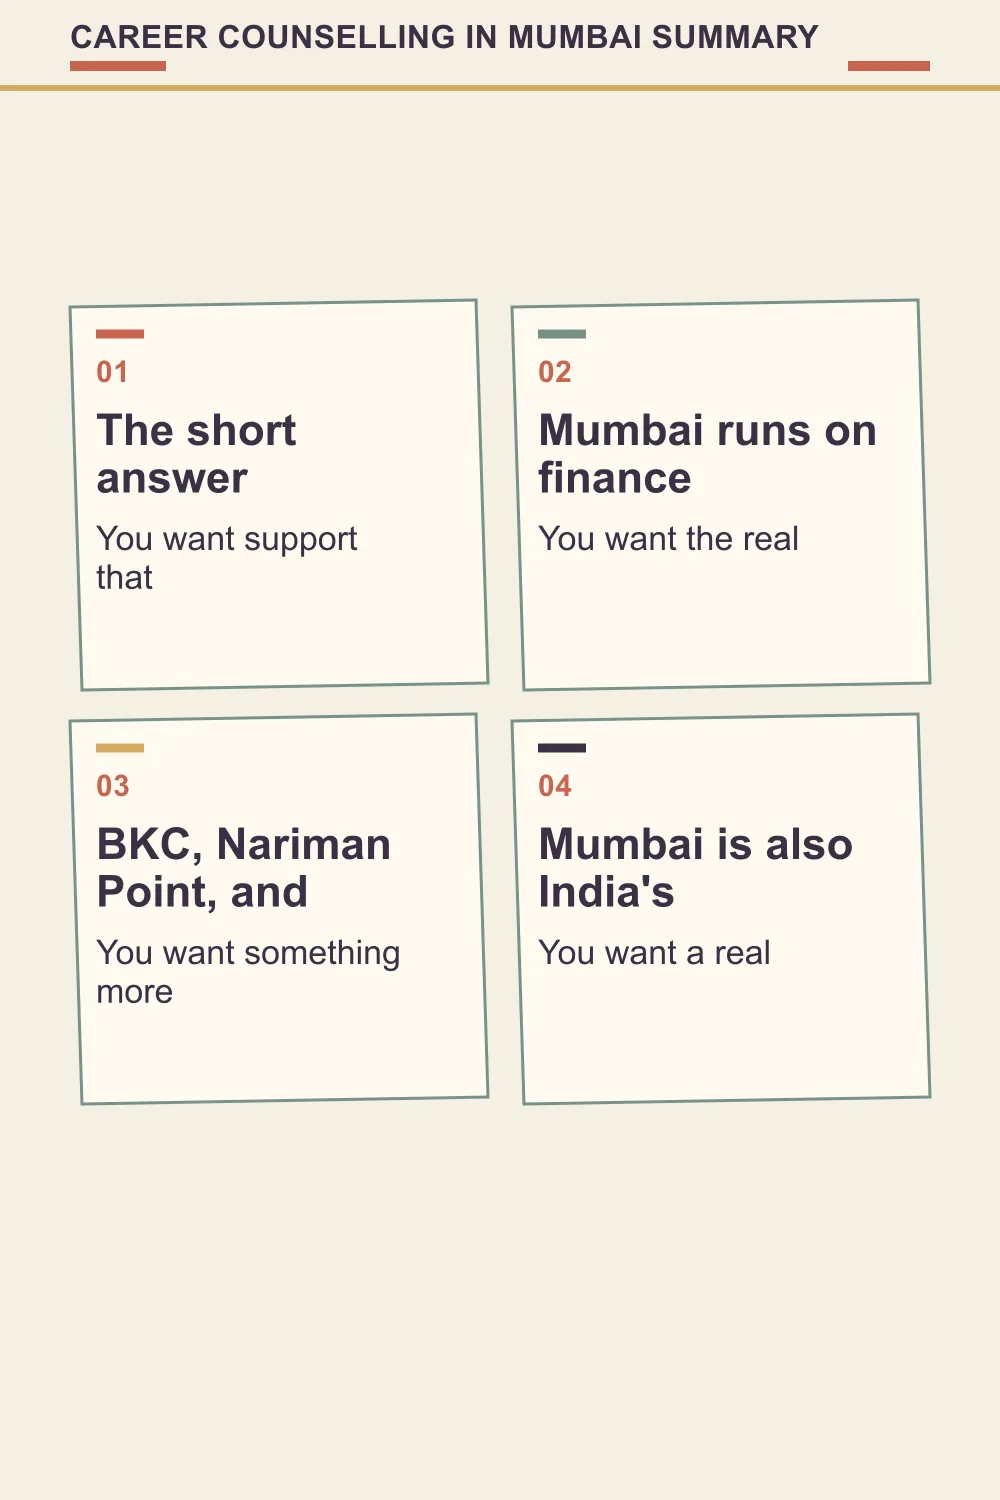 CAREER COUNSELLING IN MUMBAI SUMMARY
01
The short
answer
You want support
that
02
Mumbai runs on
finance
You want the real
03
BKC, Nariman
Point, and
You want something
more
04
Mumbai is also
India's
You want a real